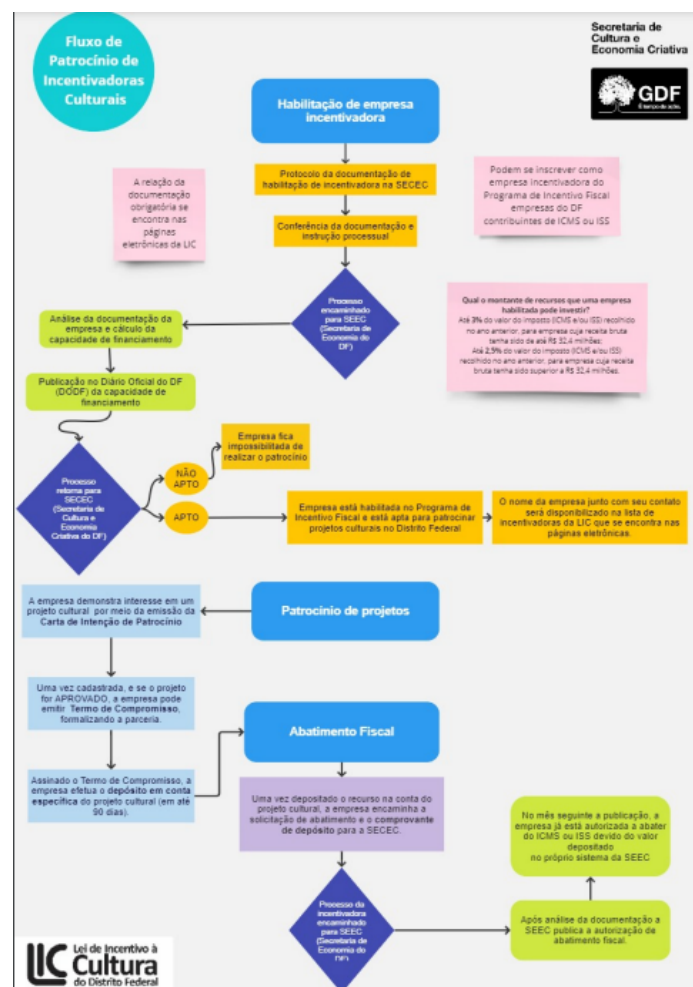 Fluxo de
Patrocínio de
Incentivadoras
Culturais
Secretaria de
Cultura e
Economia Criativa
GDF
É tempo de ação.
Habilitação de empresa
incentivadora
Protocolo da documentação de
habilitação de incentivadora na SECEC
A relação da
documentação
obrigatória se
encontra nas
páginas
eletrônicas da LIC
Podem se inscrever como
empresa incentivadora do
Programa de Incentivo Fiscal
empresas do DF
contribuintes de ICMS ou ISS
Conferência da documentação e
instrução processual
Processo
encaminhado
para SEEC
(Secretaria de
Economia do
DF)
Qual o montante de recursos que uma empresa
habilitada pode investir?
Até 3% do valor do imposto (ICMS e/ou ISS) recolhido
no ano anterior, para empresa cuja receita bruta
tenha sido de até R$ 32,4 milhões;
Até 2,5% do valor do imposto (ICMS e/ou ISS)
recolhido no ano anterior, para empresa cuja receita
bruta tenha sido superior a R$ 32,4 milhões.
Análise da documentação da
empresa e cálculo da
capacidade de financiamento
Publicação no Diário Oficial do DF
(DODF) da capacidade de
financiamento
Processo
retorna para
SECEC
(Secretaria de
Cultura e
Economia
Criativa do DF)
NÃO
APTO
Empresa fica
impossibilitada de
realizar o patrocínio
APTO
Empresa está habilitada no Programa de
Incentivo Fiscal e está apta para patrocinar
projetos culturais no Distrito Federal
O nome da empresa junto com seu contato
será disponibilizado na lista de
incentivadoras da LIC que se encontra nas
páginas eletrônicas.
Patrocínio de projetos
A empresa demonstra interesse em um
projeto cultural por meio da emissão da
Carta de Intenção de Patrocínio
Uma vez cadastrada, e se o projeto
for APROVADO, a empresa pode
emitir Termo de Compromisso,
formalizando a parceria.
Assinado o Termo de Compromisso, a
empresa efetua o depósito em conta
específica do projeto cultural (em até
90 dias).
Abatimento Fiscal
Uma vez depositado o recurso na conta do
projeto cultural, a empresa encaminha a
solicitação de abatimento e o comprovante
de depósito para a SECEC.
Processo da
incentivadora
encaminhado
para SEEC
(Secretaria de
Economia do
DF)
Após análise da documentação a
SEEC publica a autorização de
abatimento fiscal.
No mês seguinte a publicação, a
empresa já está autorizada a abater
do ICMS ou ISS devido do valor
depositado
no próprio sistema da SEEC
LIC Lei de Incentivo à
Cultura
do Distrito Federal